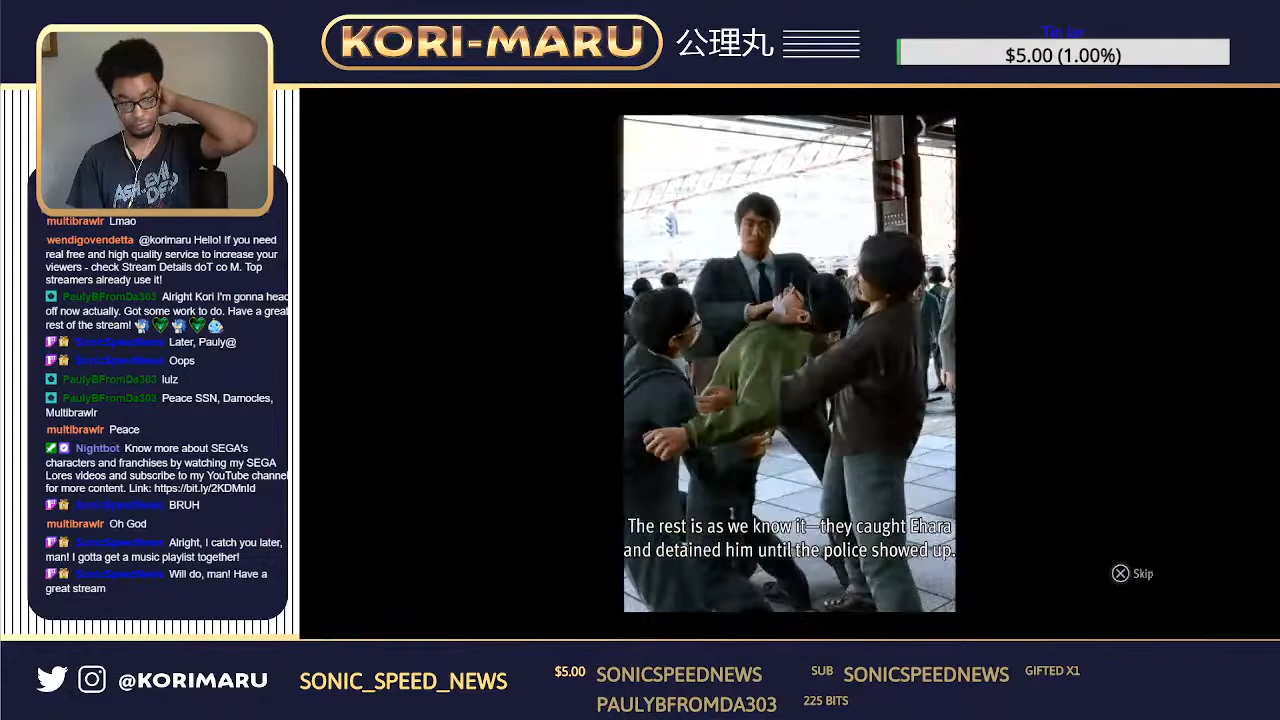 KORI-MARU 公理丸
Tip Jar
$5.00 (1.00%)
multibrawlr Lmao
wendigovendetta @korimaru Hello! If you need
real free and high quality service to increase your
viewers - check Stream Details doT co M. Top
streamers already use it!
PaulyBFromDa303 Alright Kori I'm gonna head
off now actually. Got some work to do. Have a great
rest of the stream!
SonicSpeedNews Later, Pauly@
SonicSpeedNews Oops
PaulyBFromDa303 lulz
PaulyBFromDa303 Peace SSN, Damocles,
Multibrawlr
multibrawlr Peace
Nightbot Know more about SEGA's
characters and franchises by watching my SEGA
Lores videos and subscribe to my YouTube channel
for more content. Link: https://bit.ly/2KDMnId
SonicSpeedNews BRUH
multibrawlr Oh God
SonicSpeedNews Alright, I catch you later,
man! I gotta get a music playlist together!
SonicSpeedNews Will do, man! Have a
great stream
The rest is as we know it—they caught Ehara
and detained him until the police showed up.
Skip
@KORIMARU
SONIC_SPEED_NEWS
$5.00 SONICSPEEDNEWS
SUB SONICSPEEDNEWS GIFTED X1
PAULYBFROMDA303 225 BITS